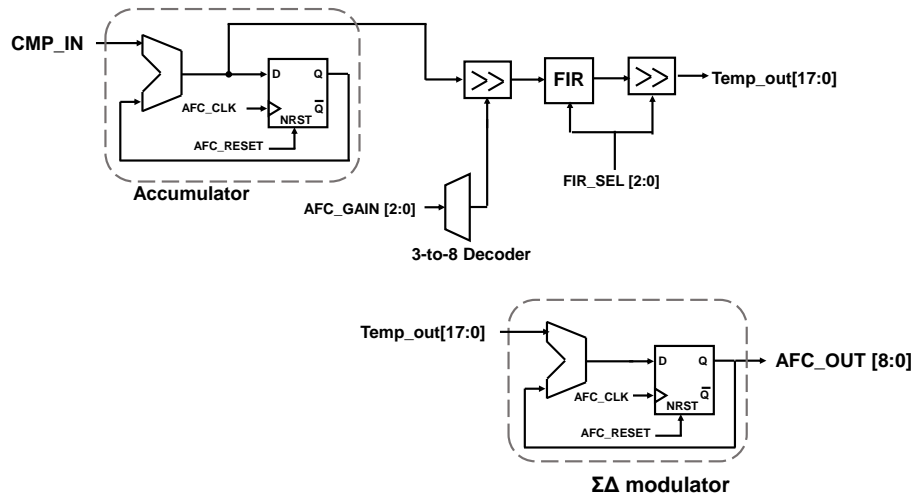 CMP_IN
D
Q
AFC_CLK
Q
NRST
AFC_RESET
Accumulator
>>
FIR
>>
Temp_out[17:0]
FIR_SEL [2:0]
AFC_GAIN [2:0]
3-to-8 Decoder
Temp_out[17:0]
D
Q
AFC_CLK
Q
NRST
AFC_RESET
AFC_OUT [8:0]
ΣΔ modulator